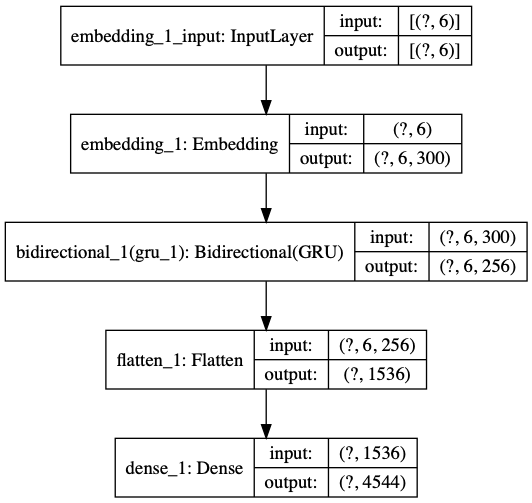 embedding_1_input: InputLayer
input:
[(?, 6)]
output:
[(?, 6)]
embedding_1: Embedding
input:
(?, 6)
output:
(?, 6, 300)
bidirectional_1(gru_1): Bidirectional(GRU)
input:
(?, 6, 300)
output:
(?, 6, 256)
flatten_1: Flatten
input:
(?, 6, 256)
output:
(?, 1536)
dense_1: Dense
input:
(?, 1536)
output:
(?, 4544)